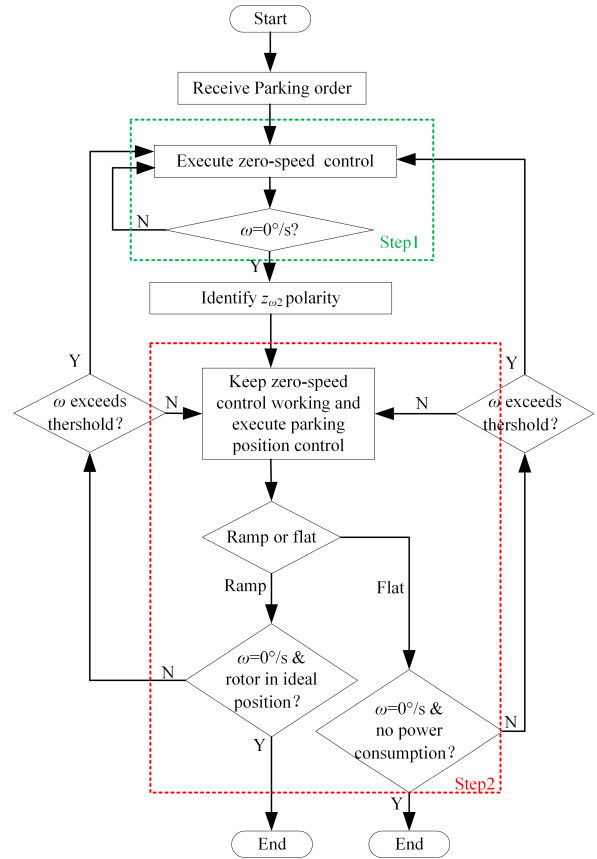 Start
Receive Parking order
Execute zero-speed control
N
ω=0°/s?
Step1
Y
Identify zω2 polarity
Y
Y
Keep zero-speed
control working and
execute parking
position control
N
N
ω exceeds
thershold?
ω exceeds
thershold?
Ramp or flat
Ramp
Flat
N
ω=0°/s &
rotor in ideal
position?
ω=0°/s &
no power
consumption?
N
Y
Step2
Y
End
End